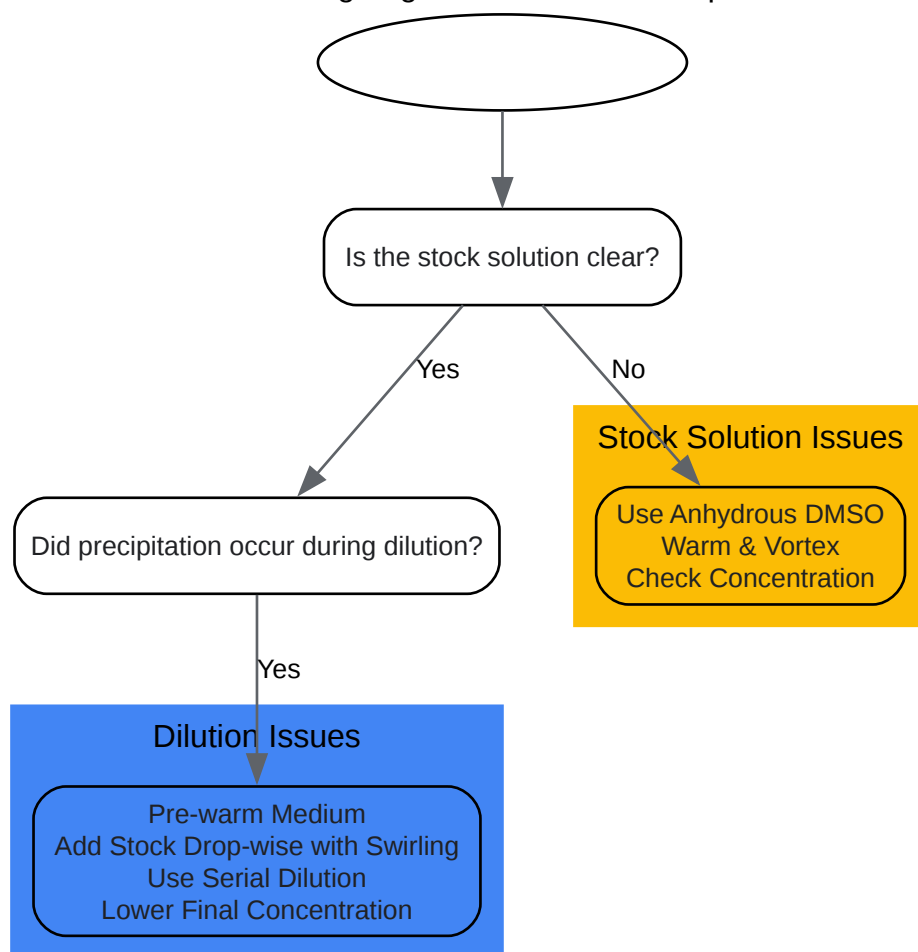 Is the stock solution clear?
Yes
No
Stock Solution Issues
Use Anhydrous DMSO
Warm & Vortex
Check Concentration
Did precipitation occur during dilution?
Yes
Dilution Issues
Pre-warm Medium
Add Stock Drop-wise with Swirling
Use Serial Dilution
Lower Final Concentration